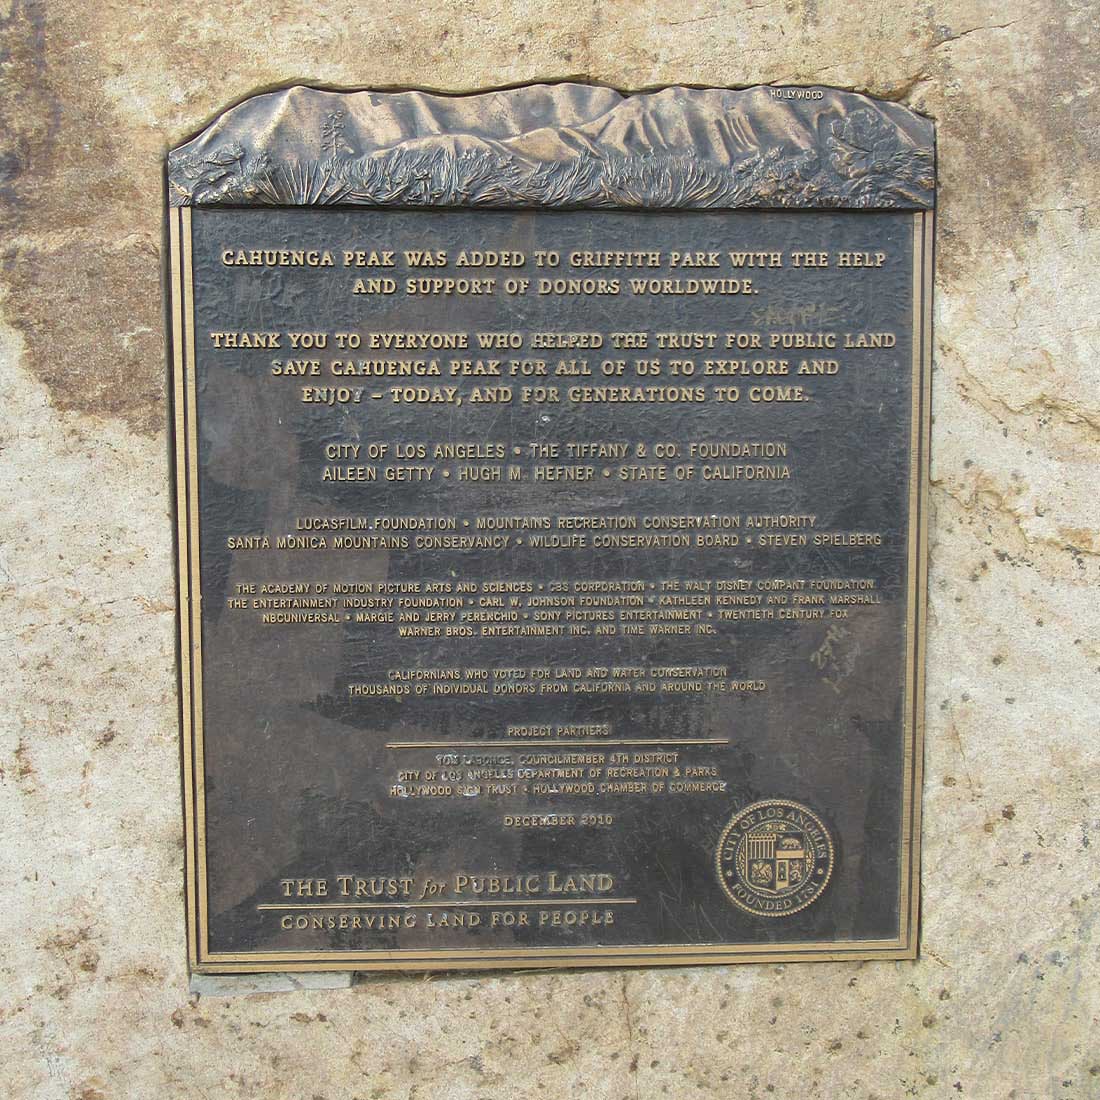 HOLLYWOOD
CAHUENGA PEAK WAS ADDED TO GRIFFITH PARK WITH THE HELP
AND SUPPORT OF DONORS WORLDWIDE.
THANK YOU TO EVERYONE WHO HELPED THE TRUST FOR PUBLIC LAND
SAVE CAHUENGA PEAK FOR ALL OF US TO EXPLORE AND
ENJOY – TODAY, AND FOR GENERATIONS TO COME.
CITY OF LOS ANGELES • THE TIFFANY & CO. FOUNDATION
AILEEN GETTY • HUGH M. HEFNER • STATE OF CALIFORNIA
LUCASFILM FOUNDATION • MOUNTAINS RECREATION CONSERVATION AUTHORITY
SANTA MONICA MOUNTAINS CONSERVANCY • WILDLIFE CONSERVATION BOARD • STEVEN SPIELBERG
THE ACADEMY OF MOTION PICTURE ARTS AND SCIENCES • CBS CORPORATION • THE WALT DISNEY COMPANY FOUNDATION
THE ENTERTAINMENT INDUSTRY FOUNDATION • CARL W. JOHNSON FOUNDATION • KATHLEEN KENNEDY AND FRANK MARSHALL
NBCUNIVERSAL • MARGIE AND JERRY PERENCHIO • SONY PICTURES ENTERTAINMENT • TWENTIETH CENTURY FOX
WARNER BROS. ENTERTAINMENT INC. AND TIME WARNER INC.
CALIFORNIANS WHO VOTED FOR LAND AND WATER CONSERVATION
THOUSANDS OF INDIVIDUAL DONORS FROM CALIFORNIA AND AROUND THE WORLD
PROJECT PARTNERS
TOM LABONGE, COUNCILMEMBER 4TH DISTRICT
CITY OF LOS ANGELES DEPARTMENT OF RECREATION & PARKS
HOLLYWOOD SIGN TRUST • HOLLYWOOD CHAMBER OF COMMERCE
DECEMBER 2010
THE TRUST for PUBLIC LAND
CONSERVING LAND FOR PEOPLE
CITY OF LOS ANGELES
FOUNDED 1781